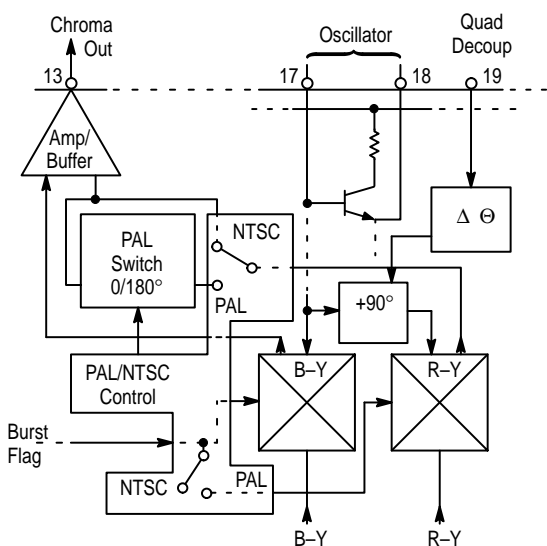 Chroma
Out
Oscillator
Quad
Decoup
13
17
18
19
Amp/
Buffer
PAL
Switch
0/180°
NTSC
PAL
Δ Θ
+90°
PAL/NTSC
Control
B–Y
R–Y
Burst
Flag
NTSC
PAL
B–Y
R–Y